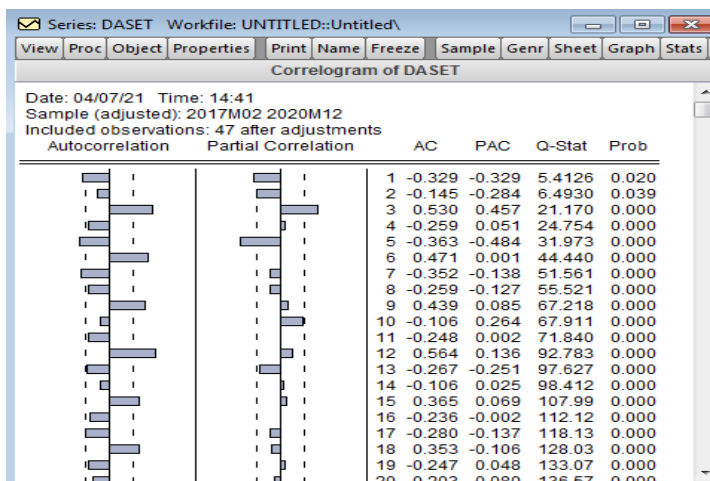 Series: DASET Workfile: UNTITLED::Untitled\
View Proc Object Properties Print Name Freeze Sample Genr Sheet Graph Stats
Correlogram of DASET
Date: 04/07/21 Time: 14:41
Sample (adjusted): 2017M02 2020M12
Included observations: 47 after adjustments
Autocorrelation Partial Correlation AC PAC Q-Stat Prob
1 -0.329 -0.329 5.4126 0.020
2 -0.145 -0.284 6.4930 0.039
3 0.530 0.457 21.170 0.000
4 -0.259 0.051 24.754 0.000
5 -0.363 -0.484 31.973 0.000
6 0.471 0.001 44.440 0.000
7 -0.352 -0.138 51.561 0.000
8 -0.259 -0.127 55.521 0.000
9 0.439 0.085 67.218 0.000
10 -0.106 0.264 67.911 0.000
11 -0.248 0.002 71.840 0.000
12 0.564 0.136 92.783 0.000
13 -0.267 -0.251 97.627 0.000
14 -0.106 0.025 98.412 0.000
15 0.365 0.069 107.99 0.000
16 -0.236 -0.002 112.12 0.000
17 -0.280 -0.137 118.13 0.000
18 0.353 -0.106 128.03 0.000
19 -0.247 0.048 133.07 0.000
20 -0.203 0.080 136.57 0.000